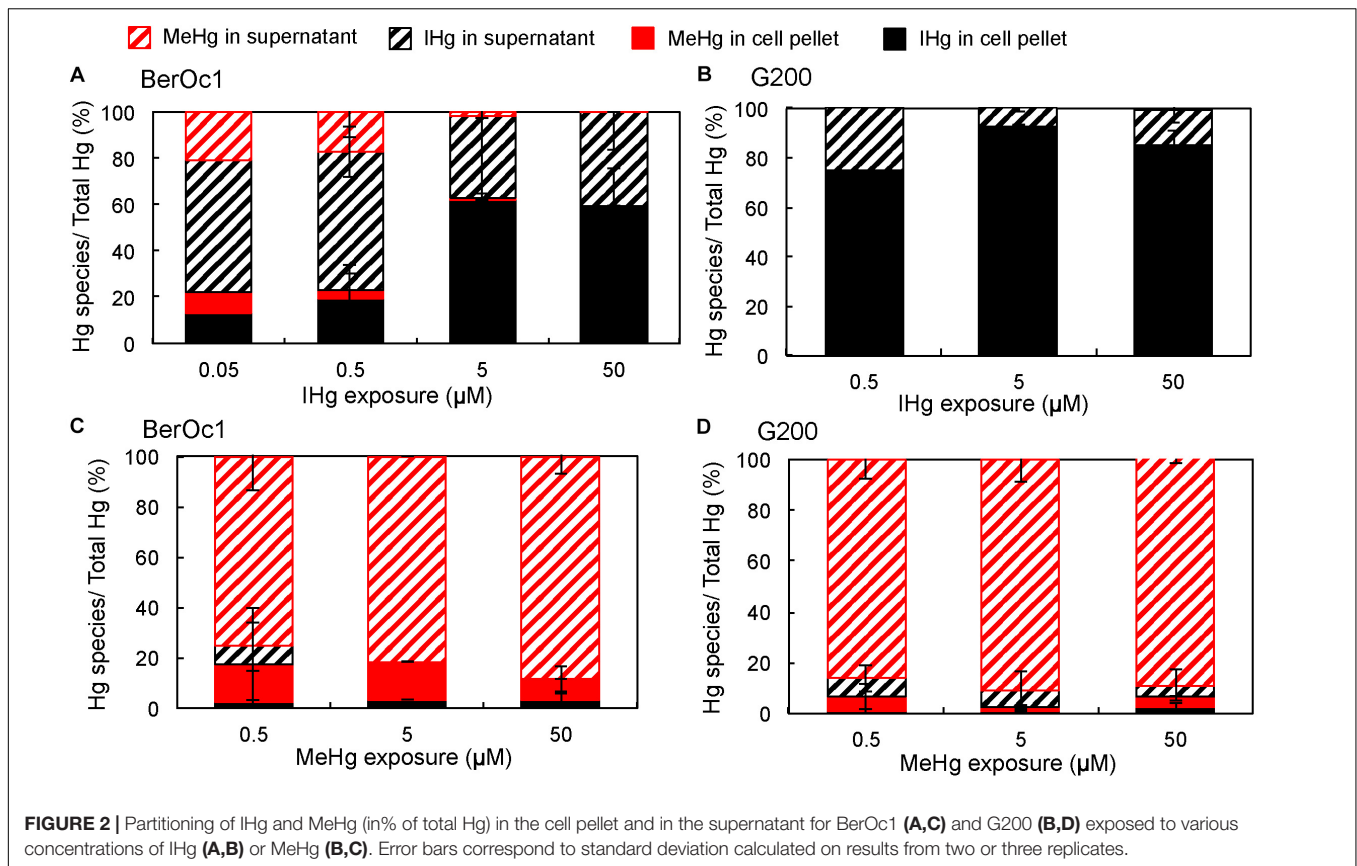 MeHg in supernatant IHg in supernatant MeHg in cell pellet IHg in cell pellet
A BerOc1
Hg species/ Total Hg (%)
100
80
60
40
20
0
0.05 0.5 5 50
IHg exposure (µM)
B G200
Hg species/ Total Hg (%)
100
80
60
40
20
0
0.5 5 50
IHg exposure (µM)
C BerOc1
Hg species/ Total Hg (%)
100
80
60
40
20
0
0.5 5 50
MeHg exposure (µM)
D G200
Hg species/ Total Hg (%)
100
80
60
40
20
0
0.5 5 50
MeHg exposure (µM)
FIGURE 2 | Partitioning of IHg and MeHg (in% of total Hg) in the cell pellet and in the supernatant for BerOc1 (A,C) and G200 (B,D) exposed to various
concentrations of IHg (A,B) or MeHg (B,C). Error bars correspond to standard deviation calculated on results from two or three replicates.